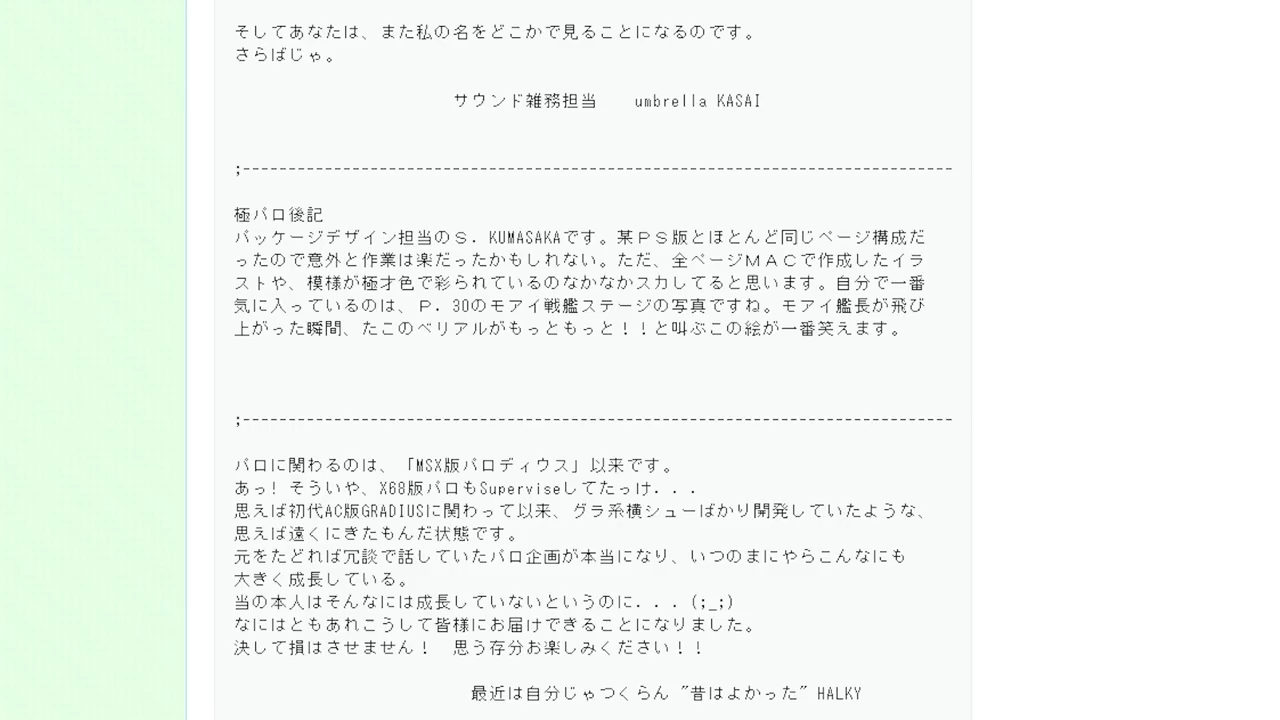 そしてあなたは、また私の名をどこかで見ることになるのです。
さらばじゃ。
サウンド雑務担当　　umbrella KASAI
;------------------------------------------------------------------------------
極パロ後記
パッケージデザイン担当のＳ．KUMASAKAです。某ＰＳ版とほとんど同じページ構成だ
ったので意外と作業は楽だったかもしれない。ただ、全ページＭＡＣで作成したイラ
ストや、模様が極才色で彩られているのなかなかスカしてると思います。自分で一番
気に入っているのは、Ｐ．30のモアイ戦艦ステージの写真ですね。モアイ艦長が飛び
上がった瞬間、たこのベリアルがもっともっと！！と叫ぶこの絵が一番笑えます。
;------------------------------------------------------------------------------
パロに関わるのは、「MSX版パロディウス」以来です。
あっ! そういや、X68版パロもSuperviseしてたっけ．．．
思えば初代AC版GRADIUSに関わって以来、グラ系横シューばかり開発していたような、
思えば遠くにきたもんだ状態です。
元をたどれば冗談で話していたパロ企画が本当になり、いつのまにやらこんなにも
大きく成長している。
当の本人はそんなには成長していないというのに．．．(;_;)
なにはともあれこうして皆様にお届けできることになりました。
決して損はさせません！　思う存分お楽しみください！！
最近は自分じゃつくらん ″昔はよかった″ HALKY